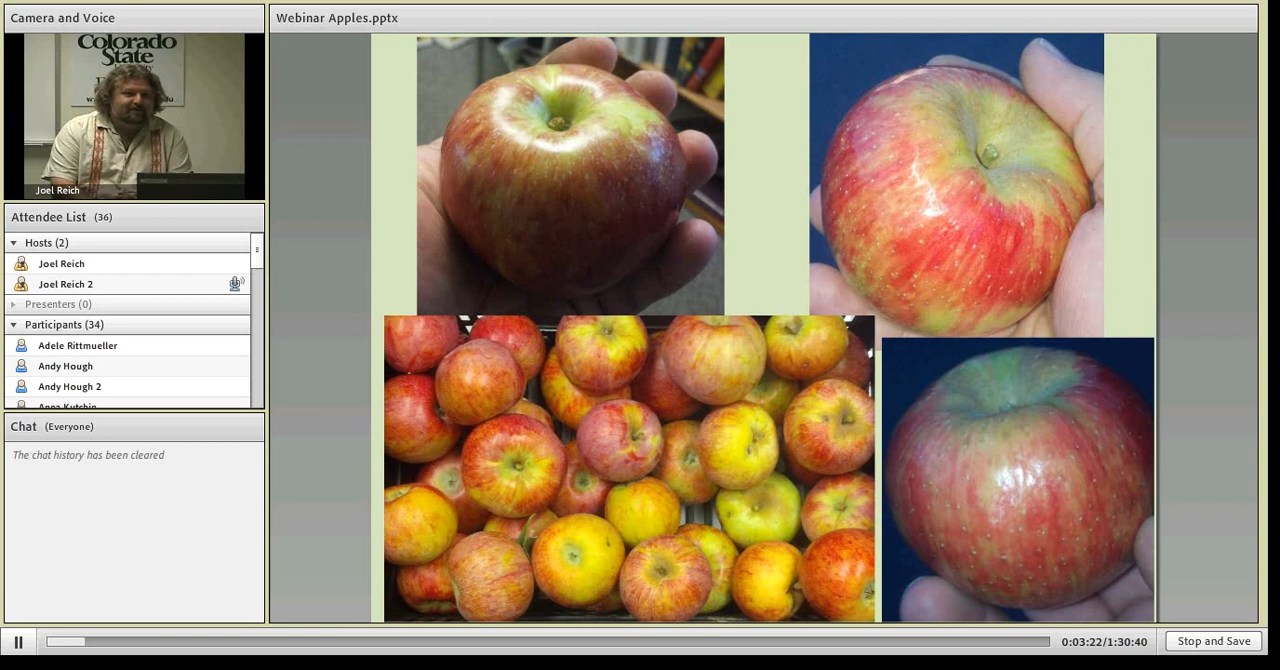 Camera and Voice
Colorado
State
Joel Reich
Attendee List (36)
Hosts (2)
Joel Reich
Joel Reich 2
Presenters (0)
Participants (34)
Adele Rittmueller
Andy Hough
Andy Hough 2
Chat (Everyone)
The chat history has been cleared
Webinar Apples.pptx
0:03:22/1:30:40
Stop and Save